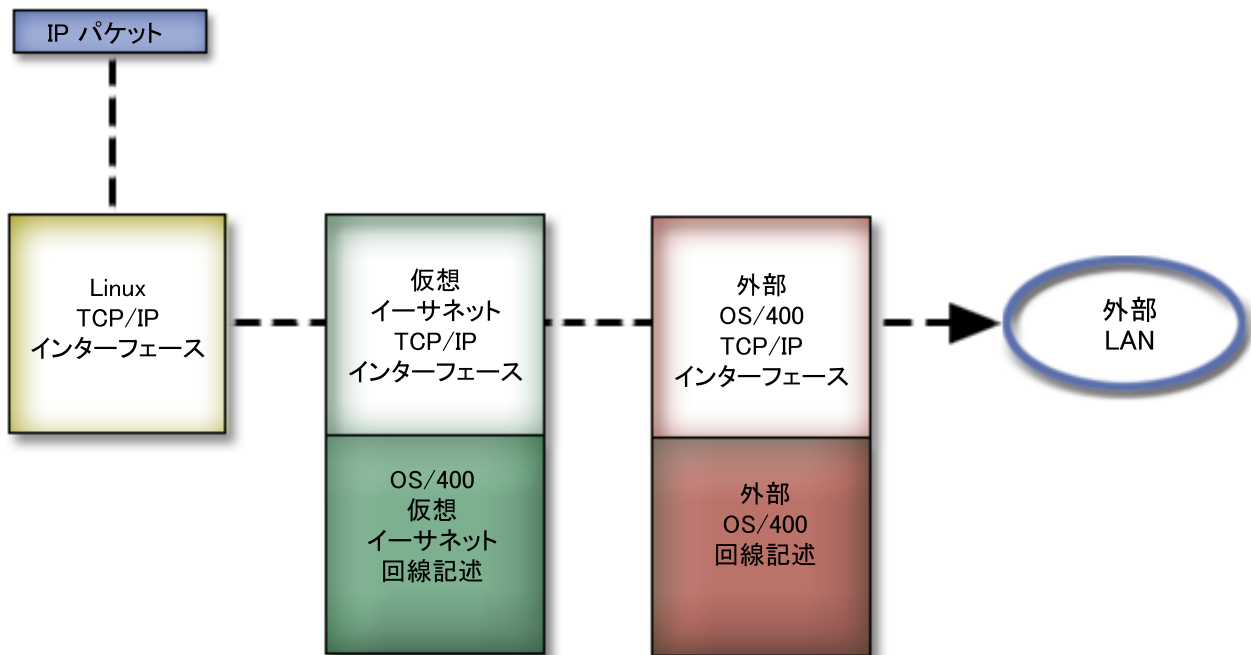 IP パケット
Linux
TCP/IP
インターフェース
仮想
イーサネット
TCP/IP
インターフェース
外部
OS/400
TCP/IP
インターフェース
外部
LAN
OS/400
仮想
イーサネット
回線記述
外部
OS/400
回線記述